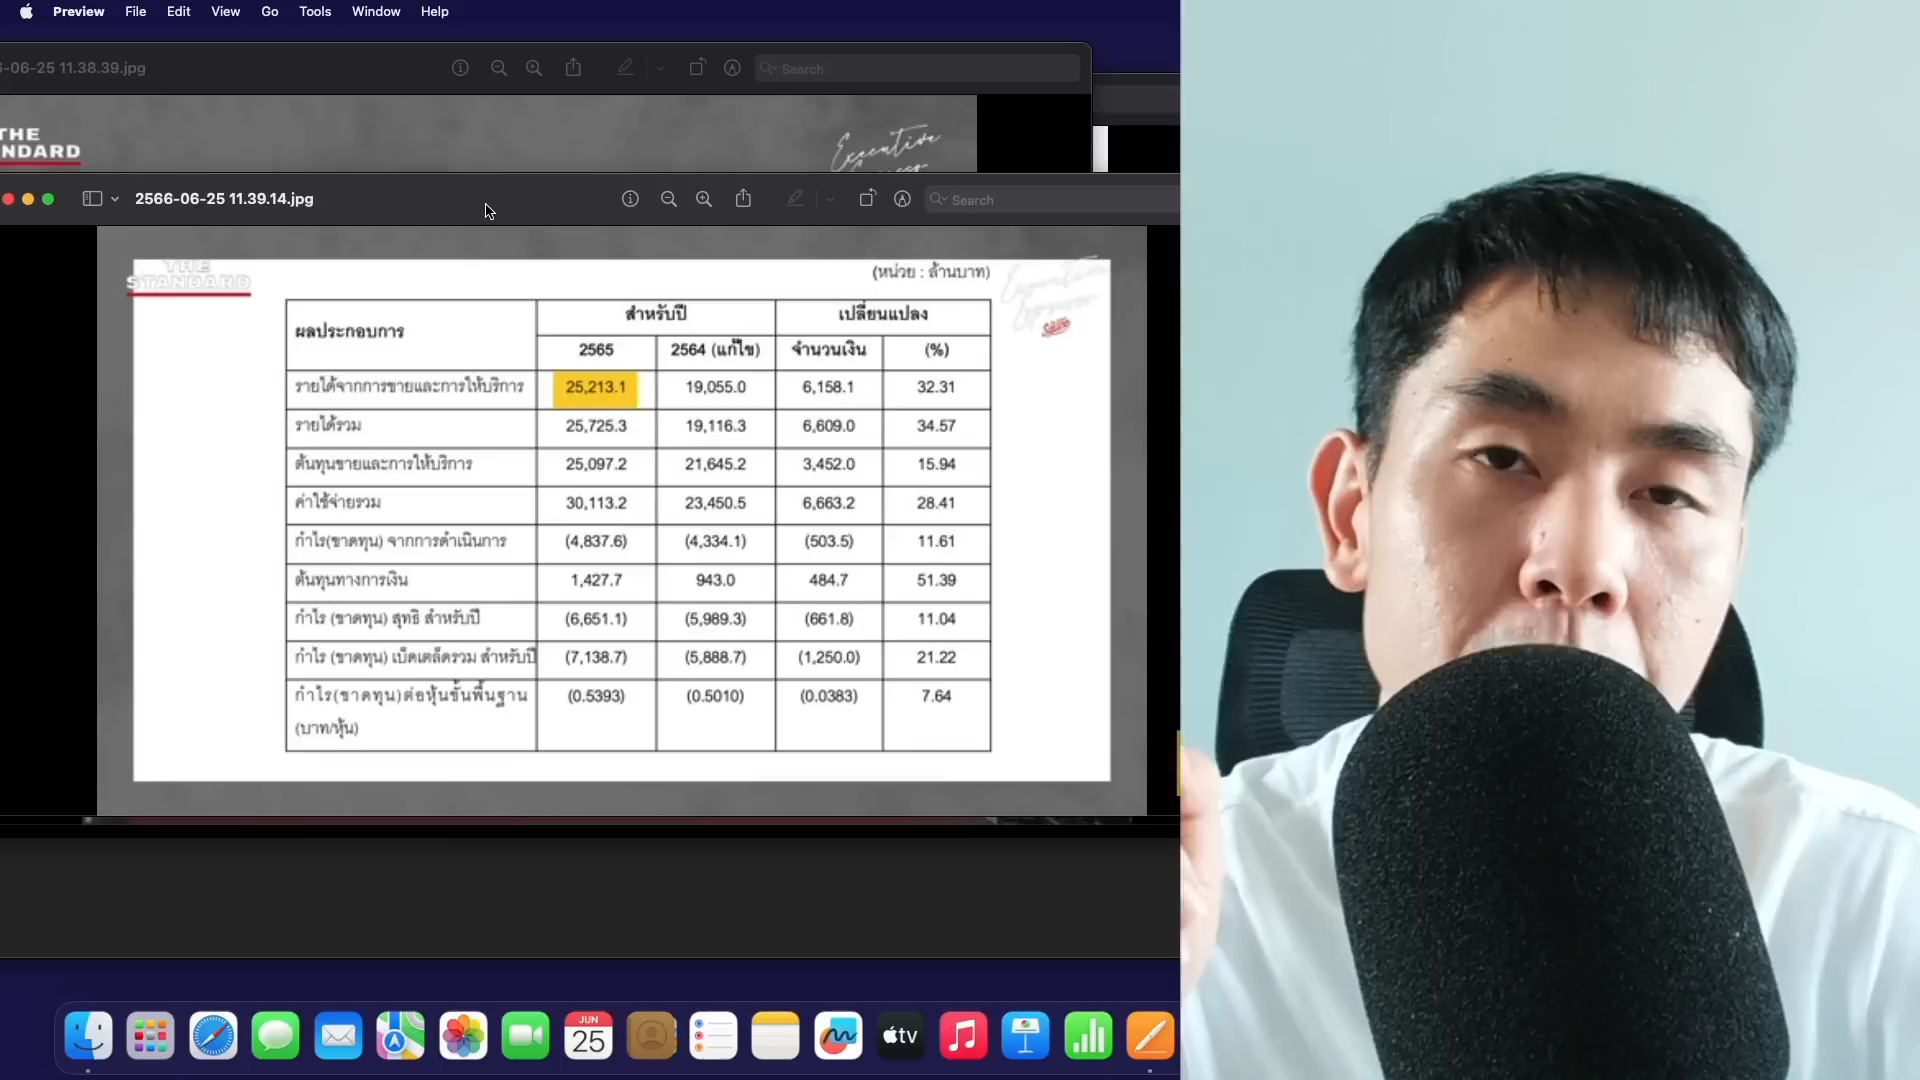 Preview File Edit View Go Tools Window Help
6-06-25 11.38.39.jpg
Search
THE
NDARD
Executive
2566-06-25 11.39.14.jpg
Search
THE
STANDARD
(หน่วย : ล้านบาท)
ผลประกอบการ สำหรับปี เปลี่ยนแปลง
2565 2564 (แก้ไข) จำนวนเงิน (%)
รายได้จากการขายและการให้บริการ 25,213.1 19,055.0 6,158.1 32.31
รายได้รวม 25,725.3 19,116.3 6,609.0 34.57
ต้นทุนขายและการให้บริการ 25,097.2 21,645.2 3,452.0 15.94
ค่าใช้จ่ายรวม 30,113.2 23,450.5 6,663.2 28.41
กำไร(ขาดทุน) จากการดำเนินการ (4,837.6) (4,334.1) (503.5) 11.61
ต้นทุนทางการเงิน 1,427.7 943.0 484.7 51.39
กำไร (ขาดทุน) สุทธิ สำหรับปี (6,651.1) (5,989.3) (661.8) 11.04
กำไร (ขาดทุน) เบ็ดเตล็ดรวม สำหรับปี (7,138.7) (5,888.7) (1,250.0) 21.22
กำไร(ขาดทุน)ต่อหุ้นขั้นพื้นฐาน (0.5393) (0.5010) (0.0383) 7.64
(บาท/หุ้น)
JUN
25
tv